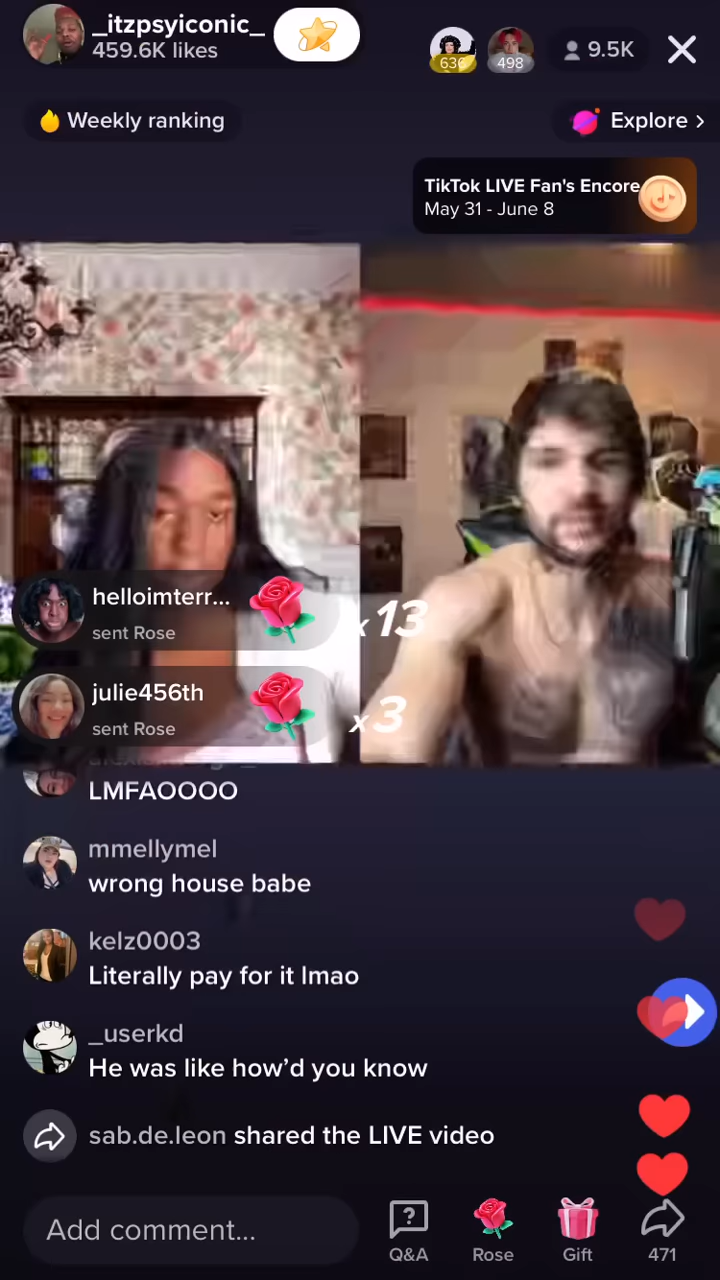 _itzpsyiconic_
459.6K likes
636
498
9.5K
Weekly ranking
Explore >
TikTok LIVE Fan's Encore
May 31 - June 8
helloimterr...
sent Rose
x 13
julie456th
sent Rose
x 3
LMFAOOOO
mmellymel
wrong house babe
kelz0003
Literally pay for it lmao
_userkd
He was like how’d you know
sab.de.leon shared the LIVE video
Add comment...
Q&A
Rose
Gift
471